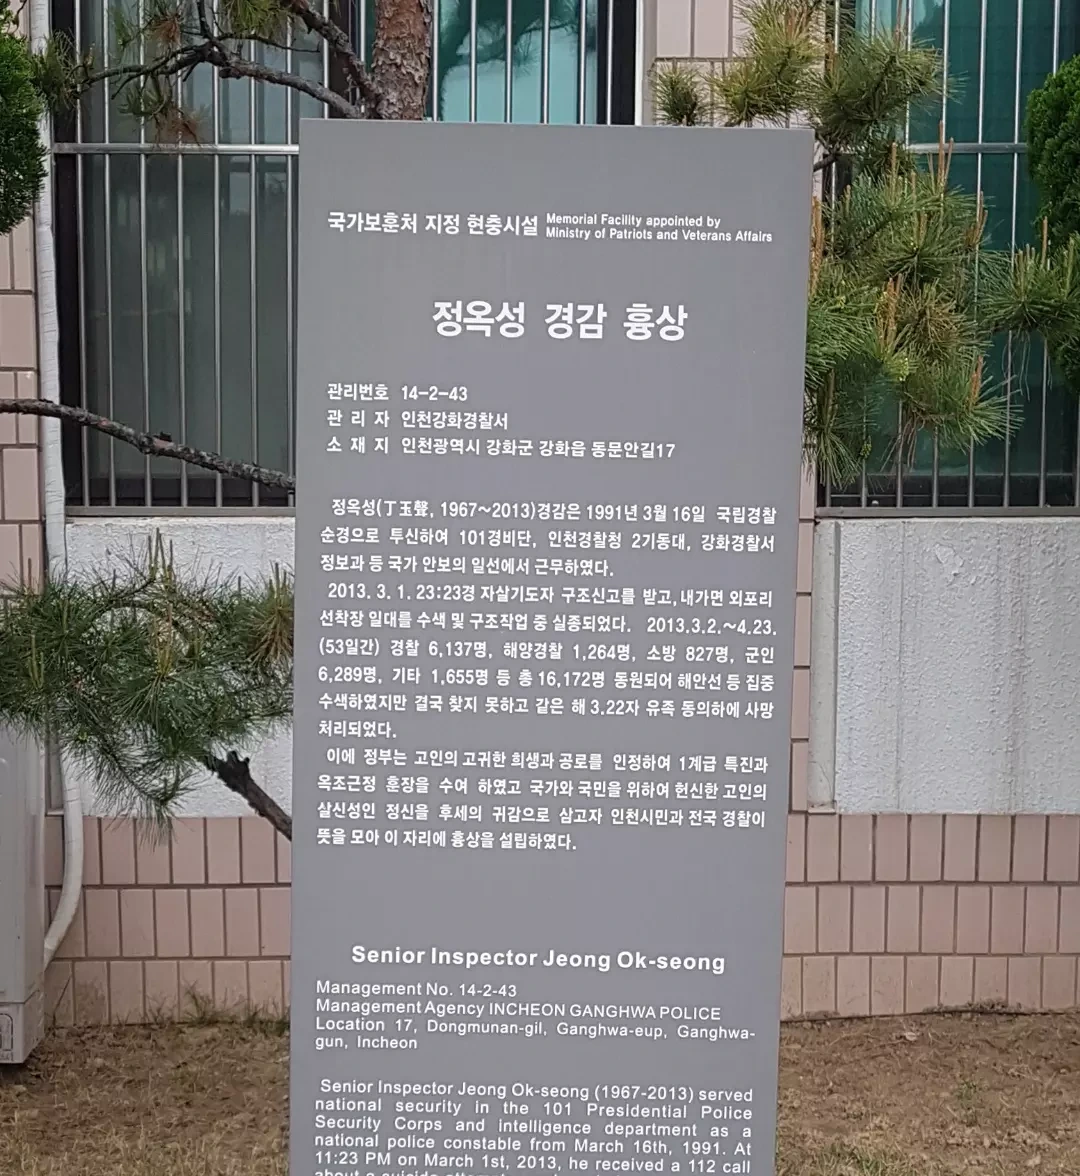 국가보훈처 지정 현충시설 Memorial Facility appointed by
Ministry of Patriots and Veterans Affairs
정옥성 경감 흉상
관리번호 14-2-43
관 리 자 인천강화경찰서
소 재 지 인천광역시 강화군 강화읍 동문안길17
정옥성(丁玉聲, 1967~2013)경감은 1991년 3월 16일 국립경찰
순경으로 투신하여 101경비단, 인천경찰청 2기동대, 강화경찰서
정보과 등 국가 안보의 일선에서 근무하였다.
2013. 3. 1. 23:23경 자살기도자 구조신고를 받고, 내가면 외포리
선착장 일대를 수색 및 구조작업 중 실종되었다. 2013.3.2.~4.23.
(53일간) 경찰 6,137명, 해양경찰 1,264명, 소방 827명, 군인
6,289명, 기타 1,655명 등 총 16,172명 동원되어 해안선 등 집중
수색하였지만 결국 찾지 못하고 같은 해 3.22자 유족 동의하에 사망
처리되었다.
이에 정부는 고인의 고귀한 희생과 공로를 인정하여 1계급 특진과
옥조근정 훈장을 수여 하였고 국가와 국민을 위하여 헌신한 고인의
살신성인 정신을 후세의 귀감으로 삼고자 인천시민과 전국 경찰이
뜻을 모아 이 자리에 흉상을 설립하였다.
Senior Inspector Jeong Ok-seong
Management No. 14-2-43
Management Agency INCHEON GANGHWA POLICE
Location 17, Dongmunan-gil, Ganghwa-eup, Ganghwa-
gun, Incheon
Senior Inspector Jeong Ok-seong (1967-2013) served
national security in the 101 Presidential Police
Security Corps and intelligence department as a
national police constable from March 16th, 1991. At
11:23 PM on March 1st, 2013, he received a 112 call
about a suicide